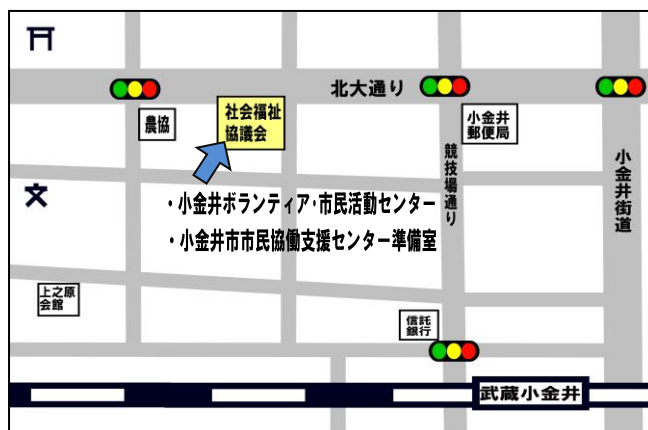 北大通り
農協
社会福祉
協議会
小金井
郵便局
競技場通り
小金井街道
・小金井ボランティア・市民活動センター
・小金井市市民協働支援センター準備室
上之原
会館
信託
銀行
武蔵小金井